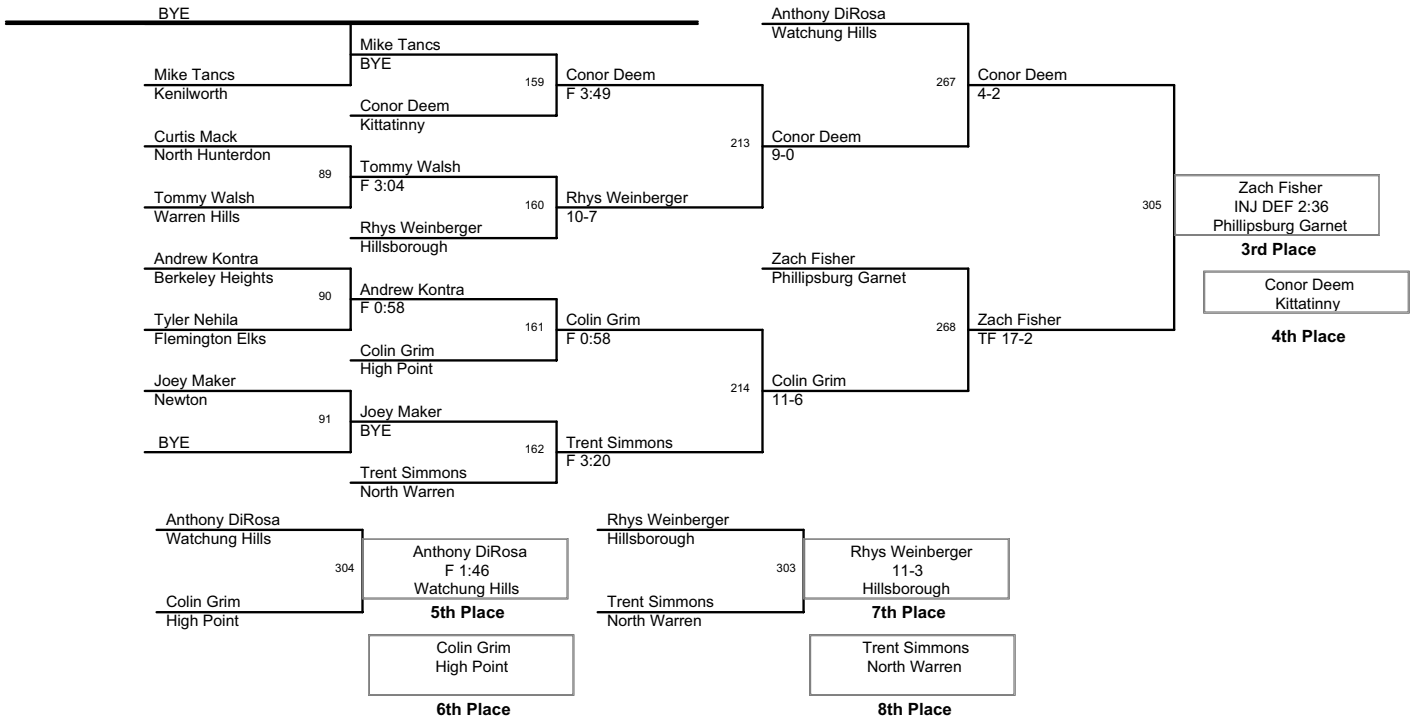 BYE
Mike Tancs
Kenilworth
Mike Tancs
BYE
159
Conor Deem
Kittatinny
Conor Deem
F 3:49
Curtis Mack
North Hunterdon
89
Tommy Walsh
Warren Hills
Tommy Walsh
F 3:04
160
Rhys Weinberger
Hillsborough
Rhys Weinberger
10-7
213
Conor Deem
9-0
Anthony DiRosa
Watchung Hills
267
Conor Deem
4-2
Andrew Kontra
Berkeley Heights
90
Tyler Nehila
Flemington Elks
Andrew Kontra
F 0:58
161
Colin Grim
High Point
Colin Grim
F 0:58
Joey Maker
Newton
91
BYE
Joey Maker
BYE
162
Trent Simmons
North Warren
Trent Simmons
F 3:20
214
Colin Grim
11-6
Zach Fisher
Phillipsburg Garnet
268
Zach Fisher
TF 17-2
305
Zach Fisher
INJ DEF 2:36
Phillipsburg Garnet
3rd Place
Conor Deem
Kittatinny
4th Place
Anthony DiRosa
Watchung Hills
304
Colin Grim
High Point
Anthony DiRosa
F 1:46
Watchung Hills
5th Place
Colin Grim
High Point
6th Place
Rhys Weinberger
Hillsborough
303
Trent Simmons
North Warren
Rhys Weinberger
11-3
Hillsborough
7th Place
Trent Simmons
North Warren
8th Place